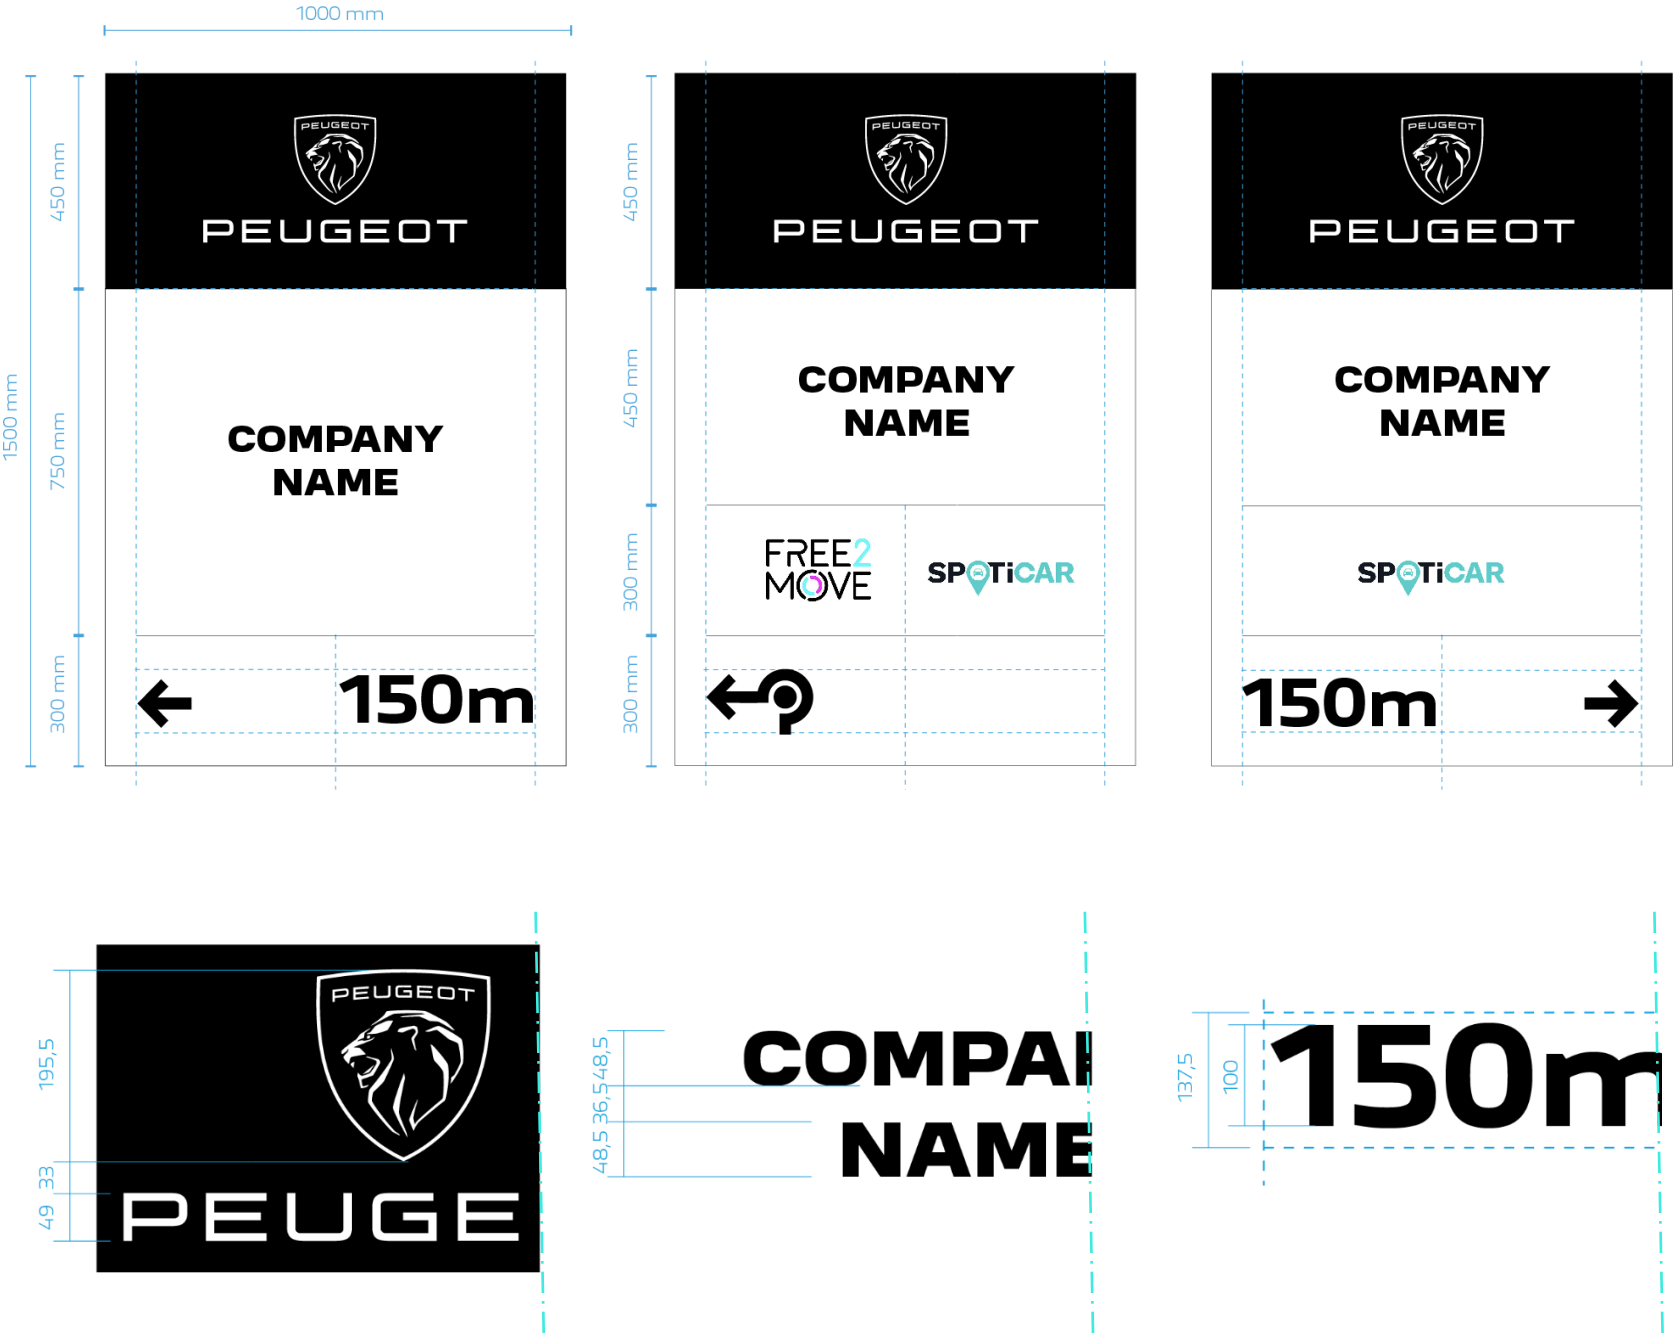 1000 mm
1500 mm
450 mm
750 mm
300 mm
PEUGEOT
PEUGEOT
COMPANY
NAME
150m
450 mm
450 mm
300 mm
300 mm
PEUGEOT
PEUGEOT
COMPANY
NAME
FREE2
MOVE
SPOTiCAR
PEUGEOT
PEUGEOT
COMPANY
NAME
SPOTiCAR
150m
195,5
33
49
PEUGEOT
PEUGE
48,5
36,5
48,5
COMPA
NAME
137,5
100
150m